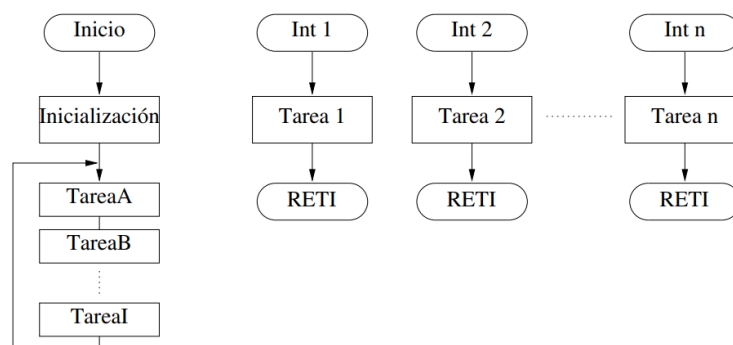 Inicio
Int 1
Int 2
Int n
Inicialización
Tarea 1
Tarea 2
Tarea n
TareaA
RETI
RETI
RETI
TareaB
TareaI